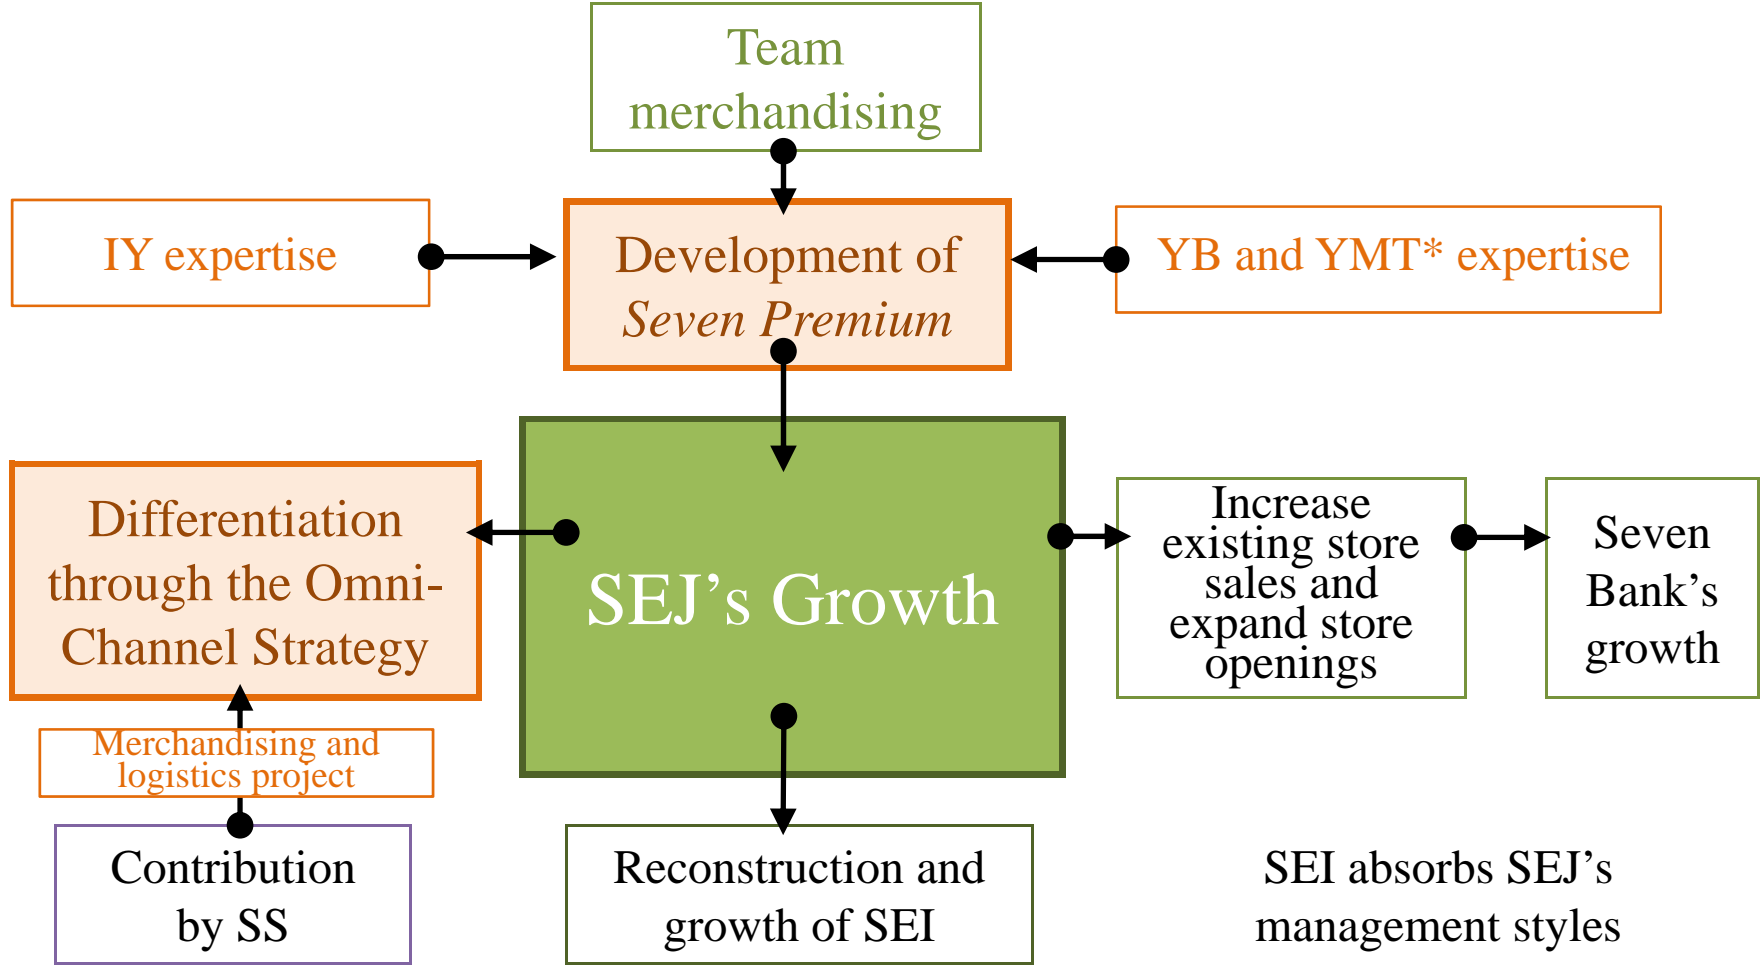 Team
merchandising
IY expertise
Development of
Seven Premium
YB and YMT* expertise
Differentiation
through the Omni-
Channel Strategy
SEJ’s Growth
Increase
existing store
sales and
expand store
openings
Seven
Bank’s
growth
Merchandising and
logistics project
Contribution
by SS
Reconstruction and
growth of SEI
SEI absorbs SEJ’s
management styles